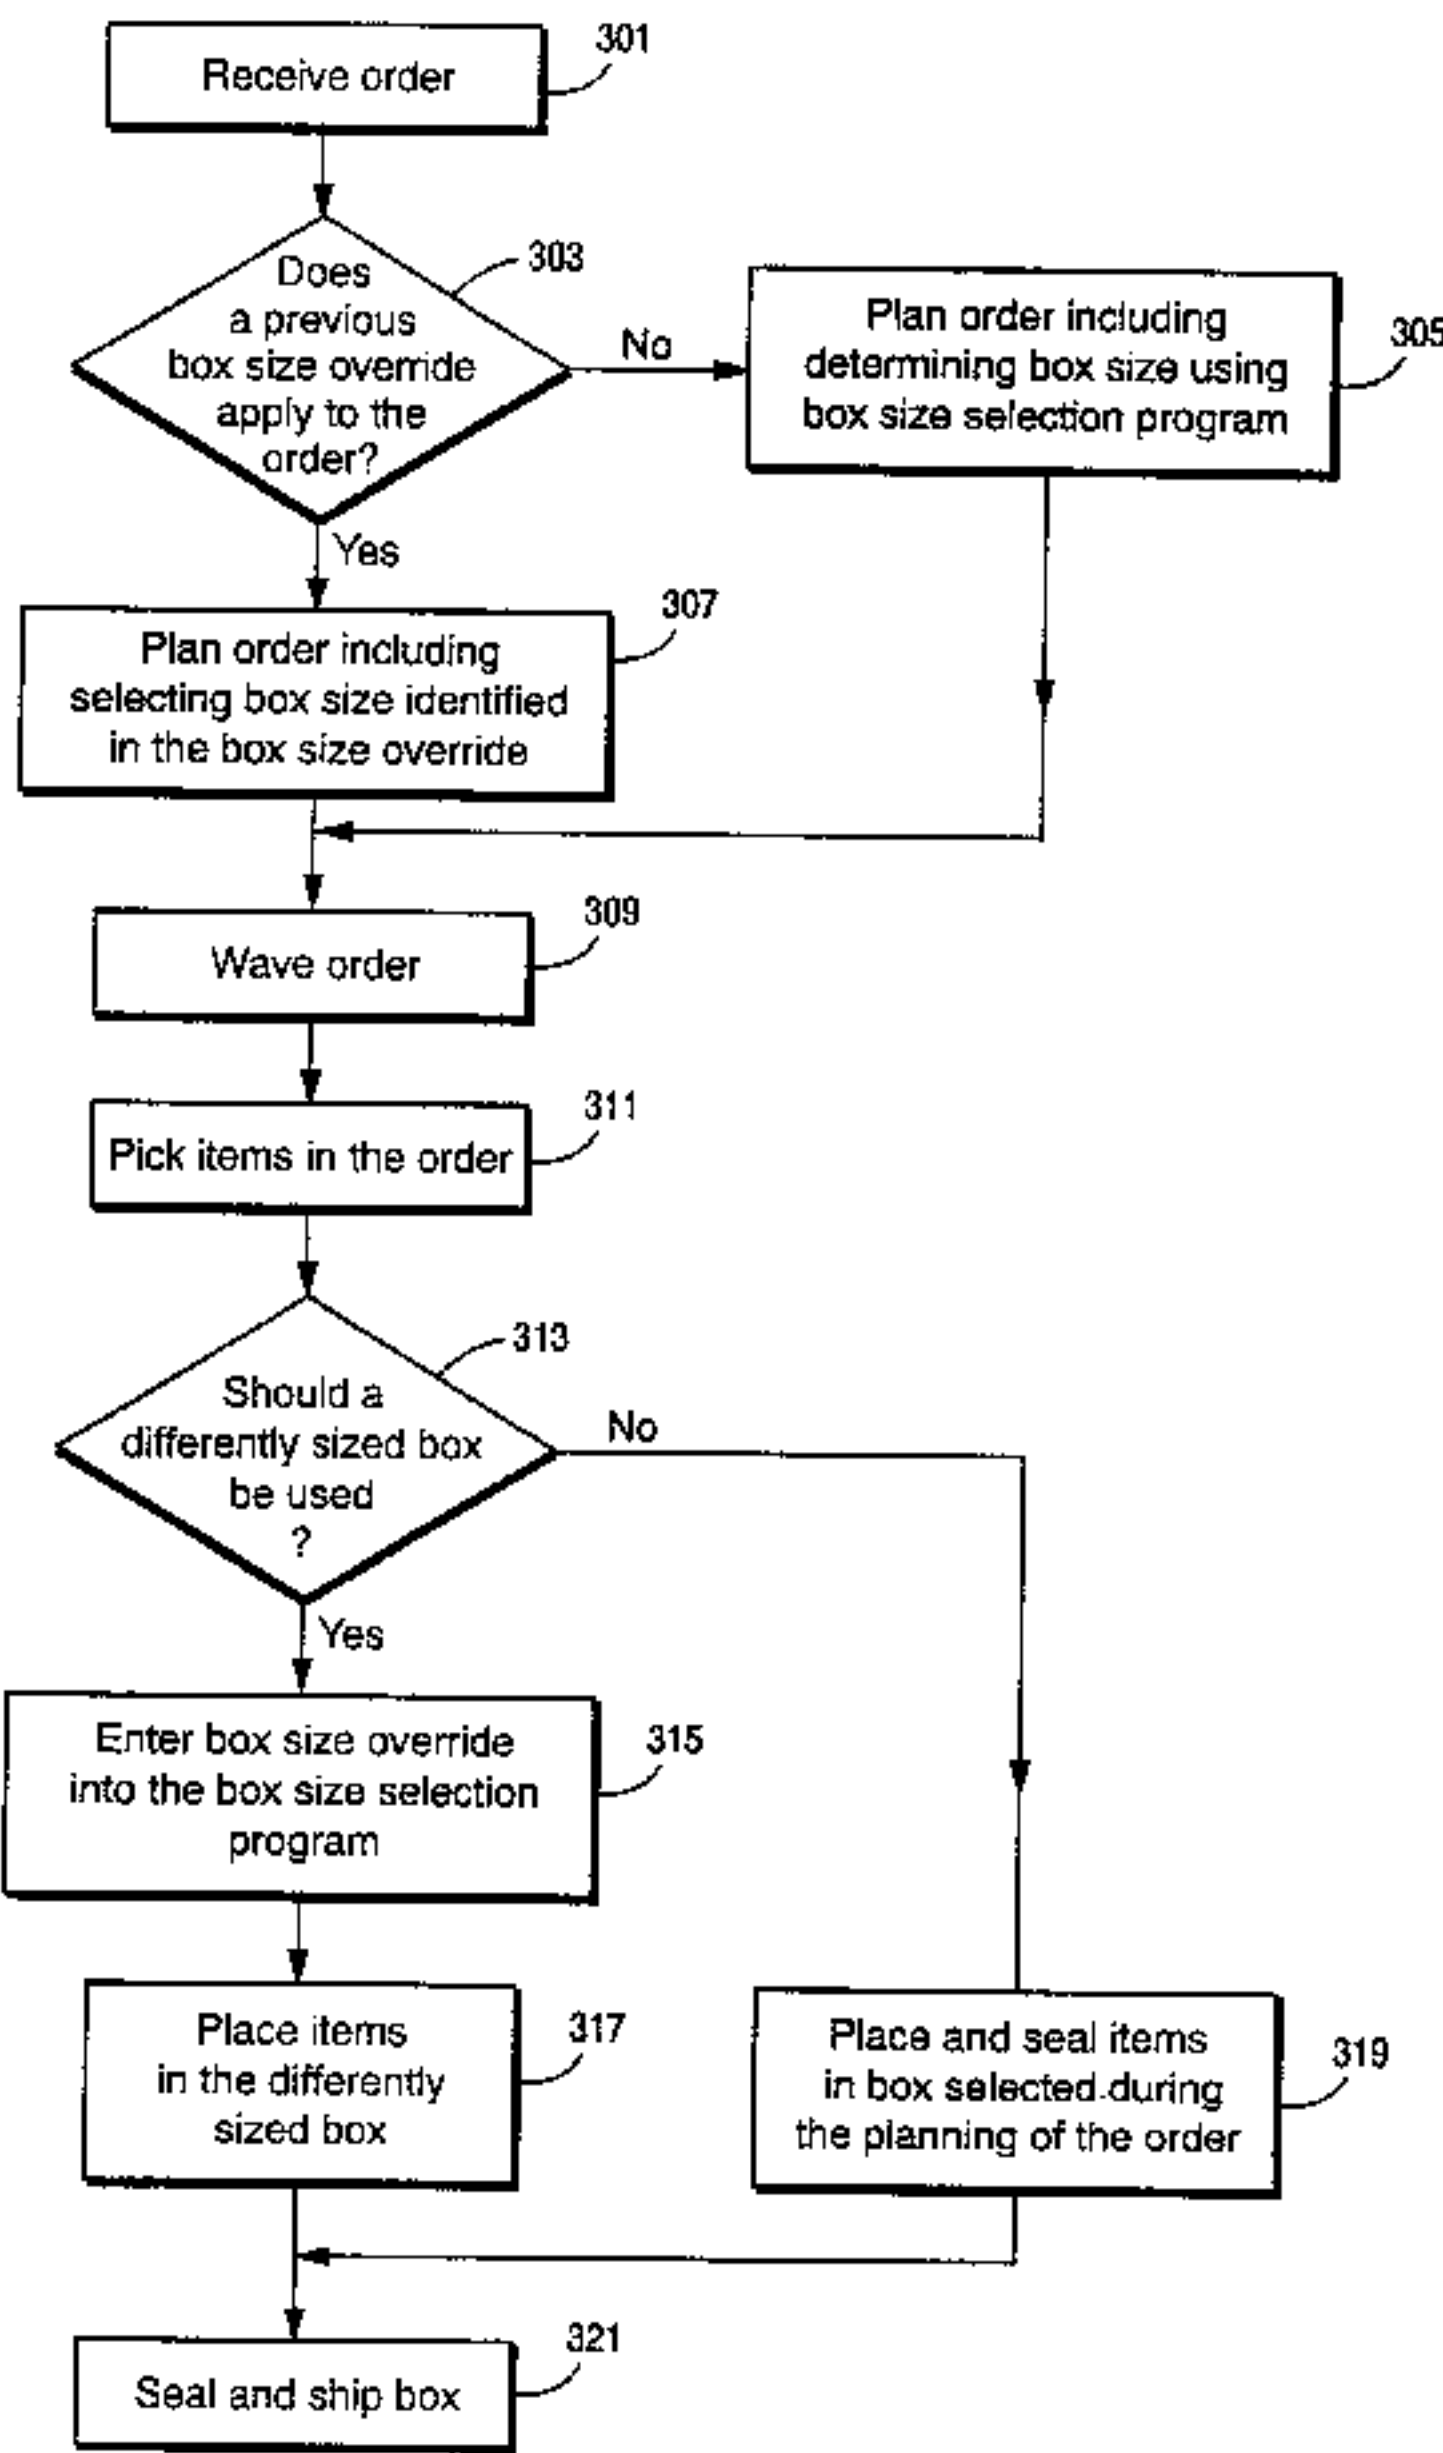 Receive order
301
Does
a previous
box size override
apply to the
order?
303
No
Plan order including
determining box size using
box size selection program
305
Yes
Plan order including
selecting box size identified
in the box size override
307
Wave order
309
Pick items in the order
311
Should a
differently sized box
be used
?
313
No
Yes
Enter box size override
into the box size selection
program
315
Place items
in the differently
sized box
317
Place and seal items
in box selected during
the planning of the order
319
Seal and ship box
321